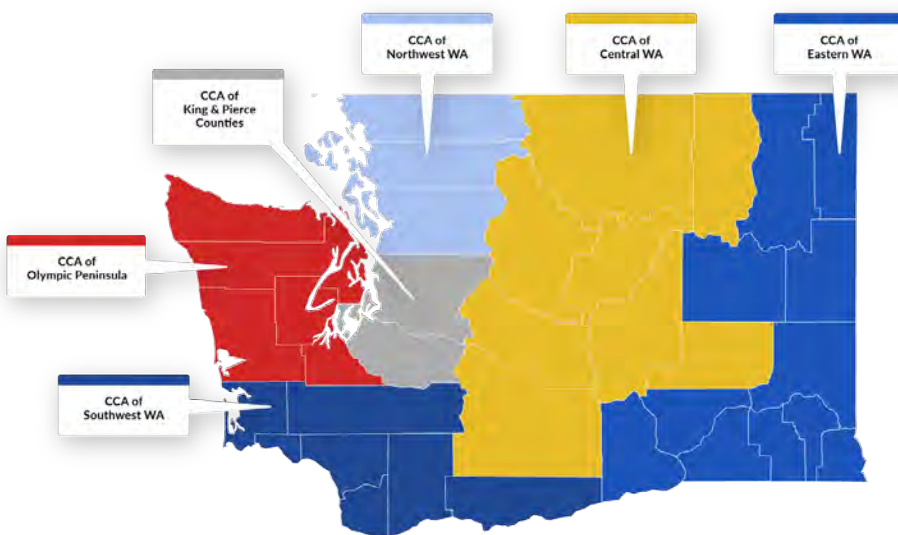 CCA of
Northwest WA
CCA of
Central WA
CCA of
Eastern WA
CCA of
King & Pierce
Counties
CCA of
Olympic Peninsula
CCA of
Southwest WA